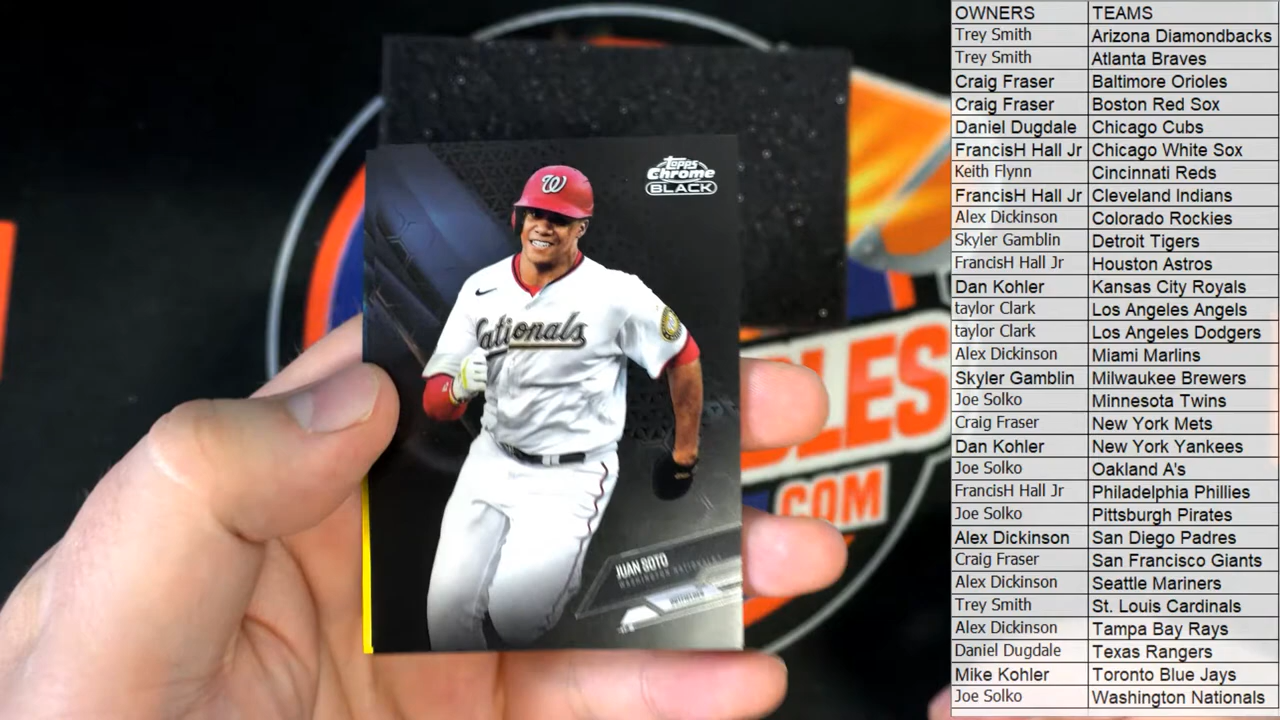 OWNERS TEAMS
Trey Smith Arizona Diamondbacks
Trey Smith Atlanta Braves
Craig Fraser Baltimore Orioles
Craig Fraser Boston Red Sox
Daniel Dugdale Chicago Cubs
FrancisH Hall Jr Chicago White Sox
Keith Flynn Cincinnati Reds
FrancisH Hall Jr Cleveland Indians
Alex Dickinson Colorado Rockies
Skyler Gamblin Detroit Tigers
FrancisH Hall Jr Houston Astros
Dan Kohler Kansas City Royals
taylor Clark Los Angeles Angels
taylor Clark Los Angeles Dodgers
Alex Dickinson Miami Marlins
Skyler Gamblin Milwaukee Brewers
Joe Solko Minnesota Twins
Craig Fraser New York Mets
Dan Kohler New York Yankees
Joe Solko Oakland A's
FrancisH Hall Jr Philadelphia Phillies
Joe Solko Pittsburgh Pirates
Alex Dickinson San Diego Padres
Craig Fraser San Francisco Giants
Alex Dickinson Seattle Mariners
Trey Smith St. Louis Cardinals
Alex Dickinson Tampa Bay Rays
Daniel Dugdale Texas Rangers
Mike Kohler Toronto Blue Jays
Joe Solko Washington Nationals
topps
Chrome
BLACK
W
Nationals
JUAN SOTO
WASHINGTON NATIONALS
OUTFIELDER
.COM